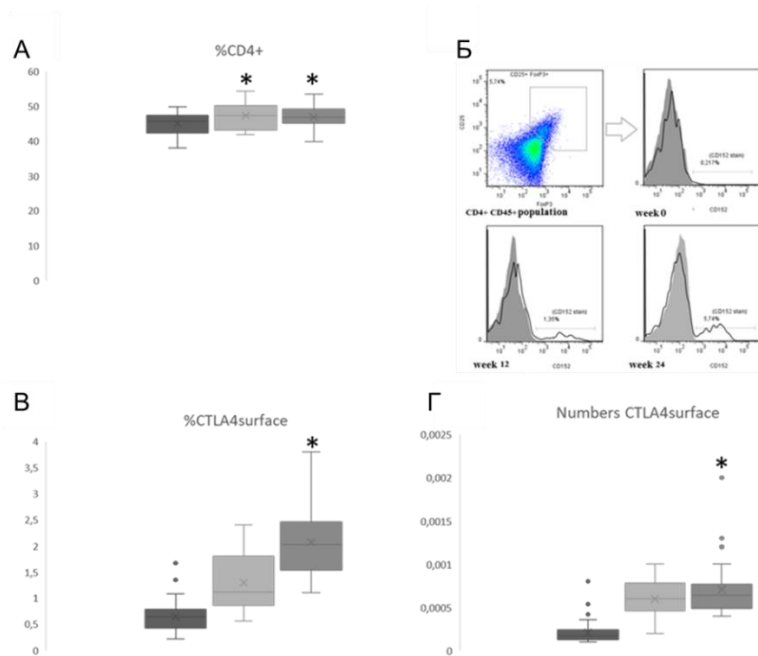 А
%CD4+
60
50
40
30
20
10
0
*
*
Б
CD25+ FoxP3+
5,74%
CD25
FoxP3
CD4+ CD45+population
(CD152 stain)
0,217%
0
CD152
week 0
(CD152 stain)
1,35%
0
CD152
week 12
(CD152 stain)
5,74%
0
CD152
week 24
В
%CTLA4surface
4
3,5
3
2,5
2
1,5
1
0,5
0
*
Г
Numbers CTLA4surface
0,0025
0,002
0,0015
0,001
0,0005
0
*